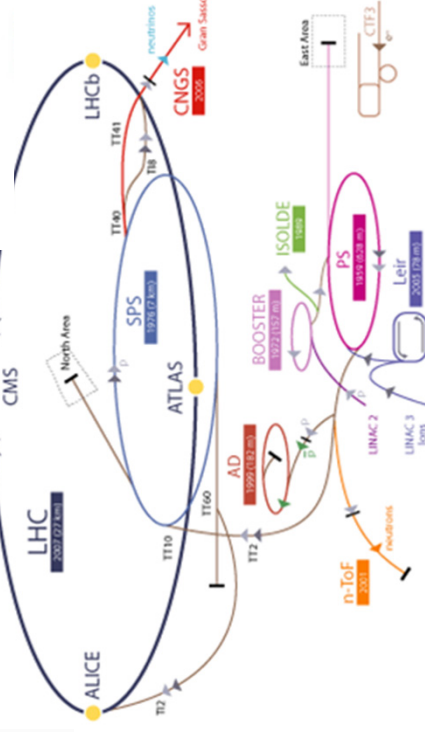 CMS
LHC
2007 (27 km)
ALICE
LHCb
TI2
TT10
TT60
TT2
ATLAS
North Area
SPS
1976 (7 km)
p
TT40
TT41
TI8
neutrinos
CNGS
2006
Gran Sasso
AD
1999 (182 m)
p
p
BOOSTER
1972 (157 m)
ISOLDE
1989
East Area
PS
1959 (628 m)
CTF3
e-
LINAC 2
p
LINAC 3
Ions
Leir
2005 (78 m)
n-ToF
2001
neutrons